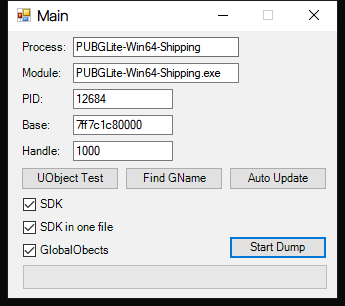 Main
Process: PUBGLite-Win64-Shipping
Module: PUBGLite-Win64-Shipping.exe
PID: 12684
Base: 7ff7c1c80000
Handle: 1000
UObject Test Find GName Auto Update
SDK
SDK in one file
GlobalObects
Start Dump